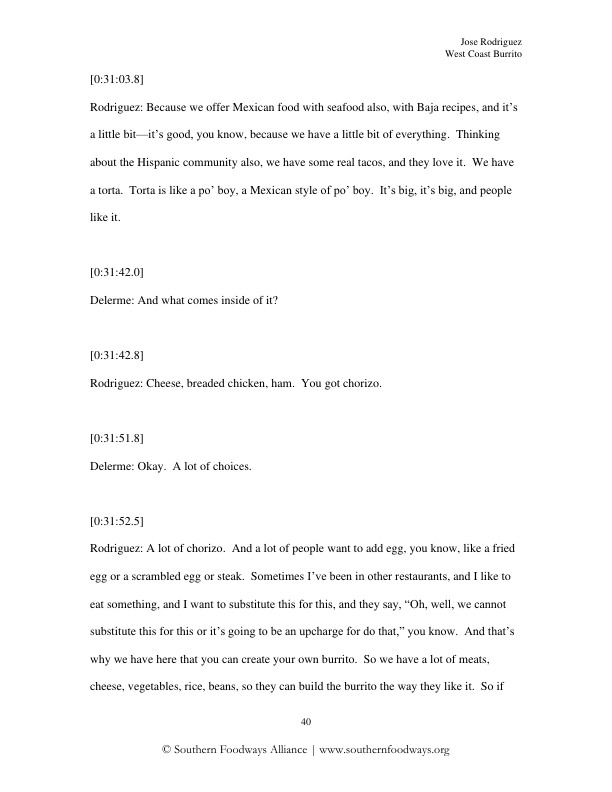 Jose Rodriguez
West Coast Burrito
[0:31:03.8]
Rodriguez: Because we offer Mexican food with seafood also, with Baja recipes, and it’s
a little bit—it’s good, you know, because we have a little bit of everything.  Thinking
about the Hispanic community also, we have some real tacos, and they love it.  We have
a torta.  Torta is like a po’ boy, a Mexican style of po’ boy.  It’s big, it’s big, and people
like it.
[0:31:42.0]
Delerme: And what comes inside of it?
[0:31:42.8]
Rodriguez: Cheese, breaded chicken, ham.  You got chorizo.
[0:31:51.8]
Delerme: Okay.  A lot of choices.
[0:31:52.5]
Rodriguez: A lot of chorizo.  And a lot of people want to add egg, you know, like a fried
egg or a scrambled egg or steak.  Sometimes I’ve been in other restaurants, and I like to
eat something, and I want to substitute this for this, and they say, “Oh, well, we cannot
substitute this for this or it’s going to be an upcharge for do that,” you know.  And that’s
why we have here that you can create your own burrito.  So we have a lot of meats,
cheese, vegetables, rice, beans, so they can build the burrito the way they like it.  So if
40
© Southern Foodways Alliance | www.southernfoodways.org